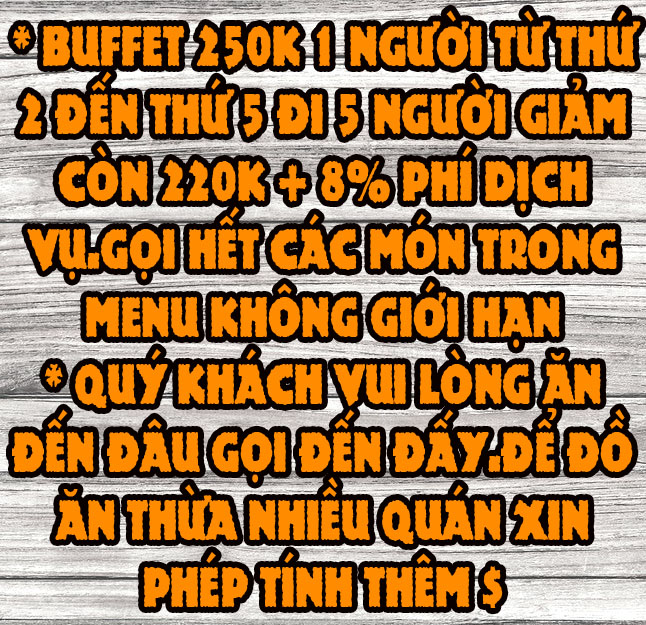 * BUFFET 250K 1 NGƯỜI TỪ THỨ
2 ĐẾN THỨ 5 ĐI 5 NGƯỜI GIẢM
CÒN 220K + 8% PHÍ DỊCH
VỤ.GỌI HẾT CÁC MÓN TRONG
MENU KHÔNG GIỚI HẠN
* QUÝ KHÁCH VUI LÒNG ĂN
ĐẾN ĐÂU GỌI ĐẾN ĐẤY.ĐỂ ĐỒ
ĂN THỪA NHIỀU QUÁN XIN
PHÉP TÍNH THÊM $